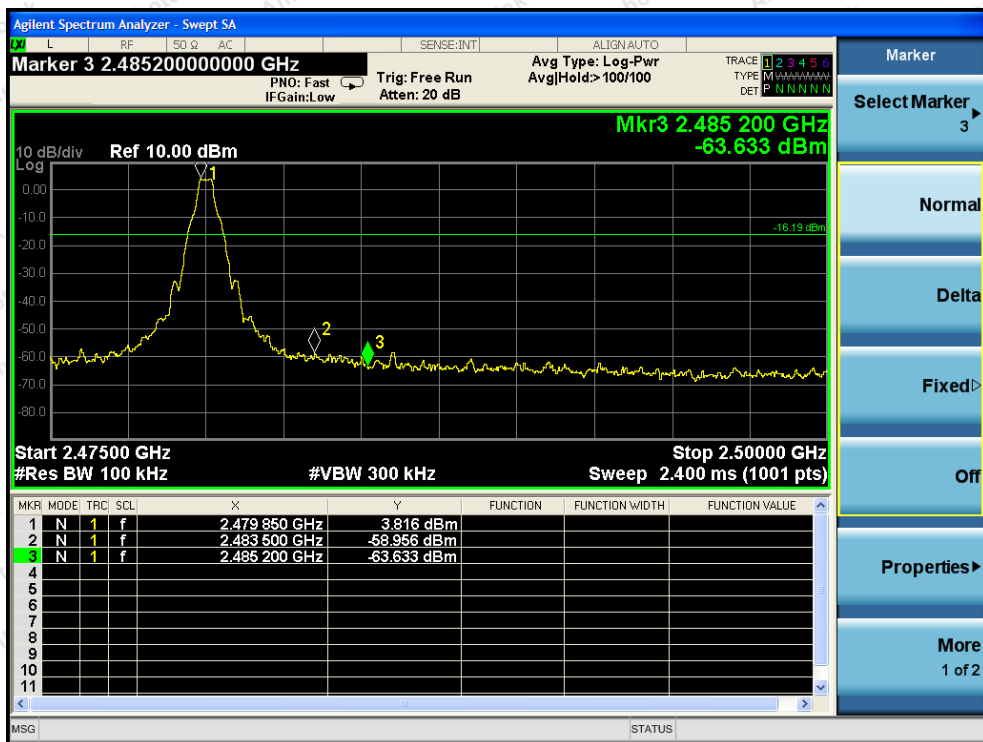 Agilent Spectrum Analyzer - Swept SA
LXI L RF 50 Ω AC SENSE:INT ALIGN AUTO
Marker 3 2.485200000000 GHz
PNO: Fast
IFGain:Low
Trig: Free Run
Atten: 20 dB
Avg Type: Log-Pwr
Avg|Hold:>100/100
TRACE 1 2 3 4 5 6
TYPE M
DET P N N N N N
Mkr3 2.485 200 GHz
-63.633 dBm
10 dB/div Ref 10.00 dBm
Log
1
0.00
-10.0
-16.19 dBm
-20.0
-30.0
-40.0
-50.0
2
3
-60.0
-70.0
-80.0
Start 2.47500 GHz Stop 2.50000 GHz
#Res BW 100 kHz #VBW 300 kHz Sweep 2.400 ms (1001 pts)
MKR MODE TRC SCL X Y FUNCTION FUNCTION WIDTH FUNCTION VALUE
1 N 1 f 2.479 850 GHz 3.816 dBm
2 N 1 f 2.483 500 GHz -58.956 dBm
3 N 1 f 2.485 200 GHz -63.633 dBm
4
5
6
7
8
9
10
11
MSG STATUS
Marker
Select Marker
3
Normal
Delta
Fixed
Off
Properties
More
1 of 2